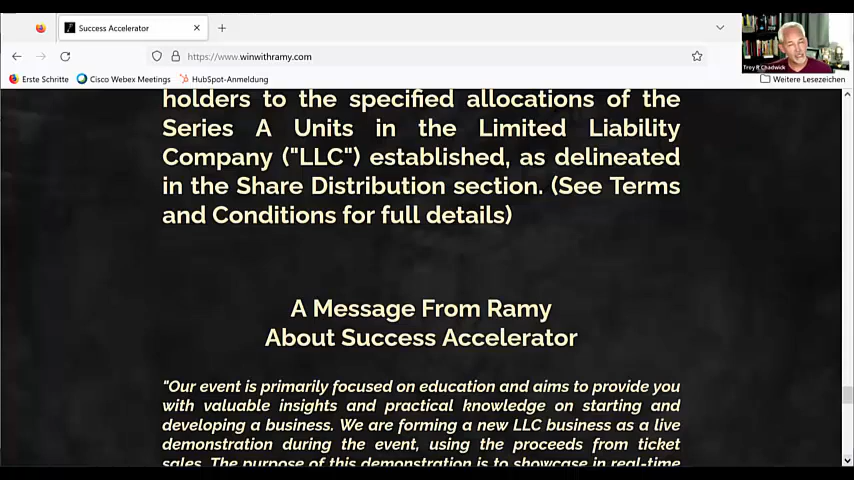 Success Accelerator
https://www.winwithramy.com
Troy R Chadwick
Erste Schritte
Cisco Webex Meetings
HubSpot-Anmeldung
Weitere Lesezeichen
holders to the specified allocations of the
Series A Units in the Limited Liability
Company ("LLC") established, as delineated
in the Share Distribution section. (See Terms
and Conditions for full details)
A Message From Ramy
About Success Accelerator
"Our event is primarily focused on education and aims to provide you
with valuable insights and practical knowledge on starting and
developing a business. We are forming a new LLC business as a live
demonstration during the event, using the proceeds from ticket
sales. The purpose of this demonstration is to showcase in real-time